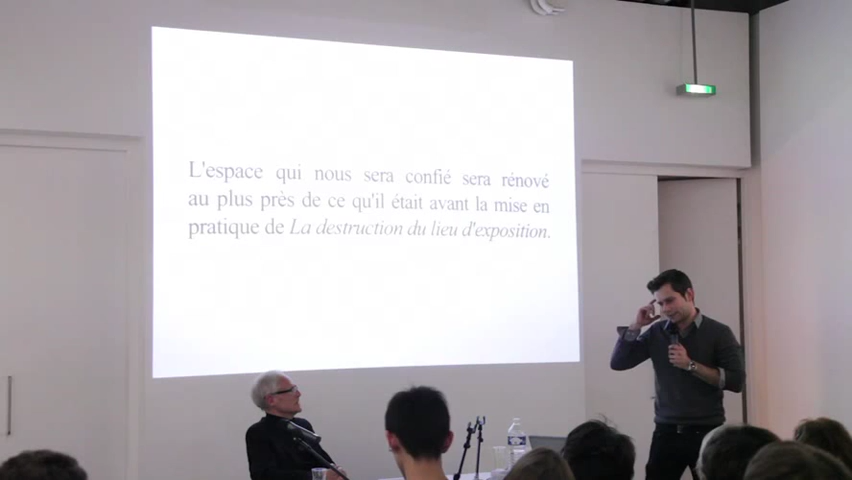 L'espace qui nous sera confié sera rénové
au plus près de ce qu'il était avant la mise en
pratique de La destruction du lieu d'exposition.